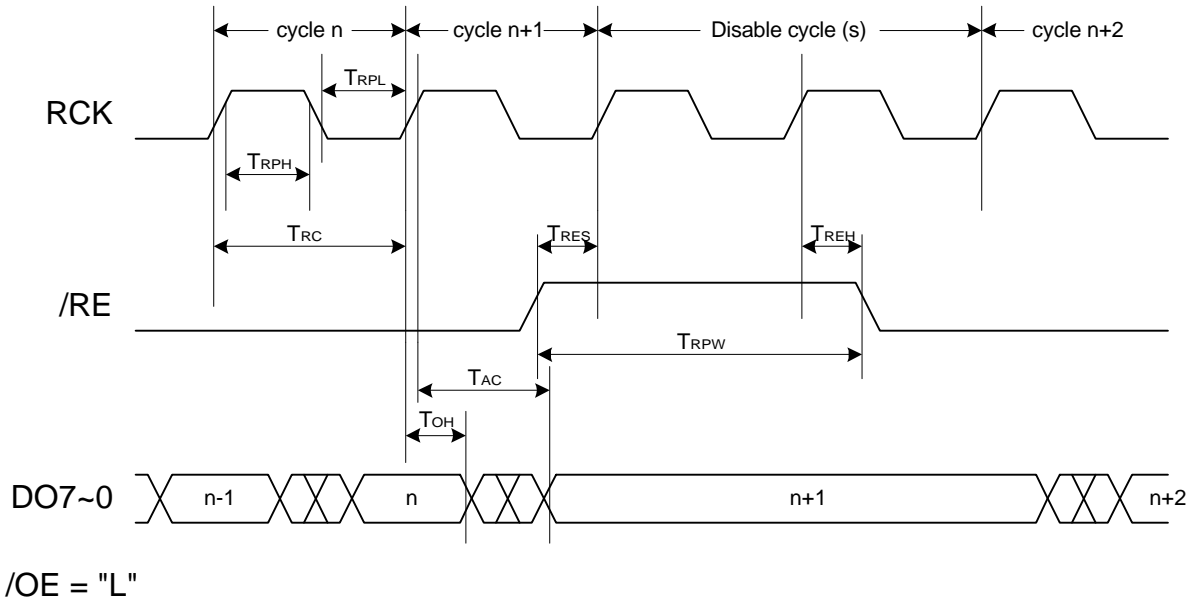 cycle n
cycle n+1
Disable cycle (s)
cycle n+2
TRPL
RCK
TRPH
TRC
TRES
TREH
/RE
TRPW
TAC
TOH
DO7~0
n-1
n
n+1
n+2
/OE = "L"